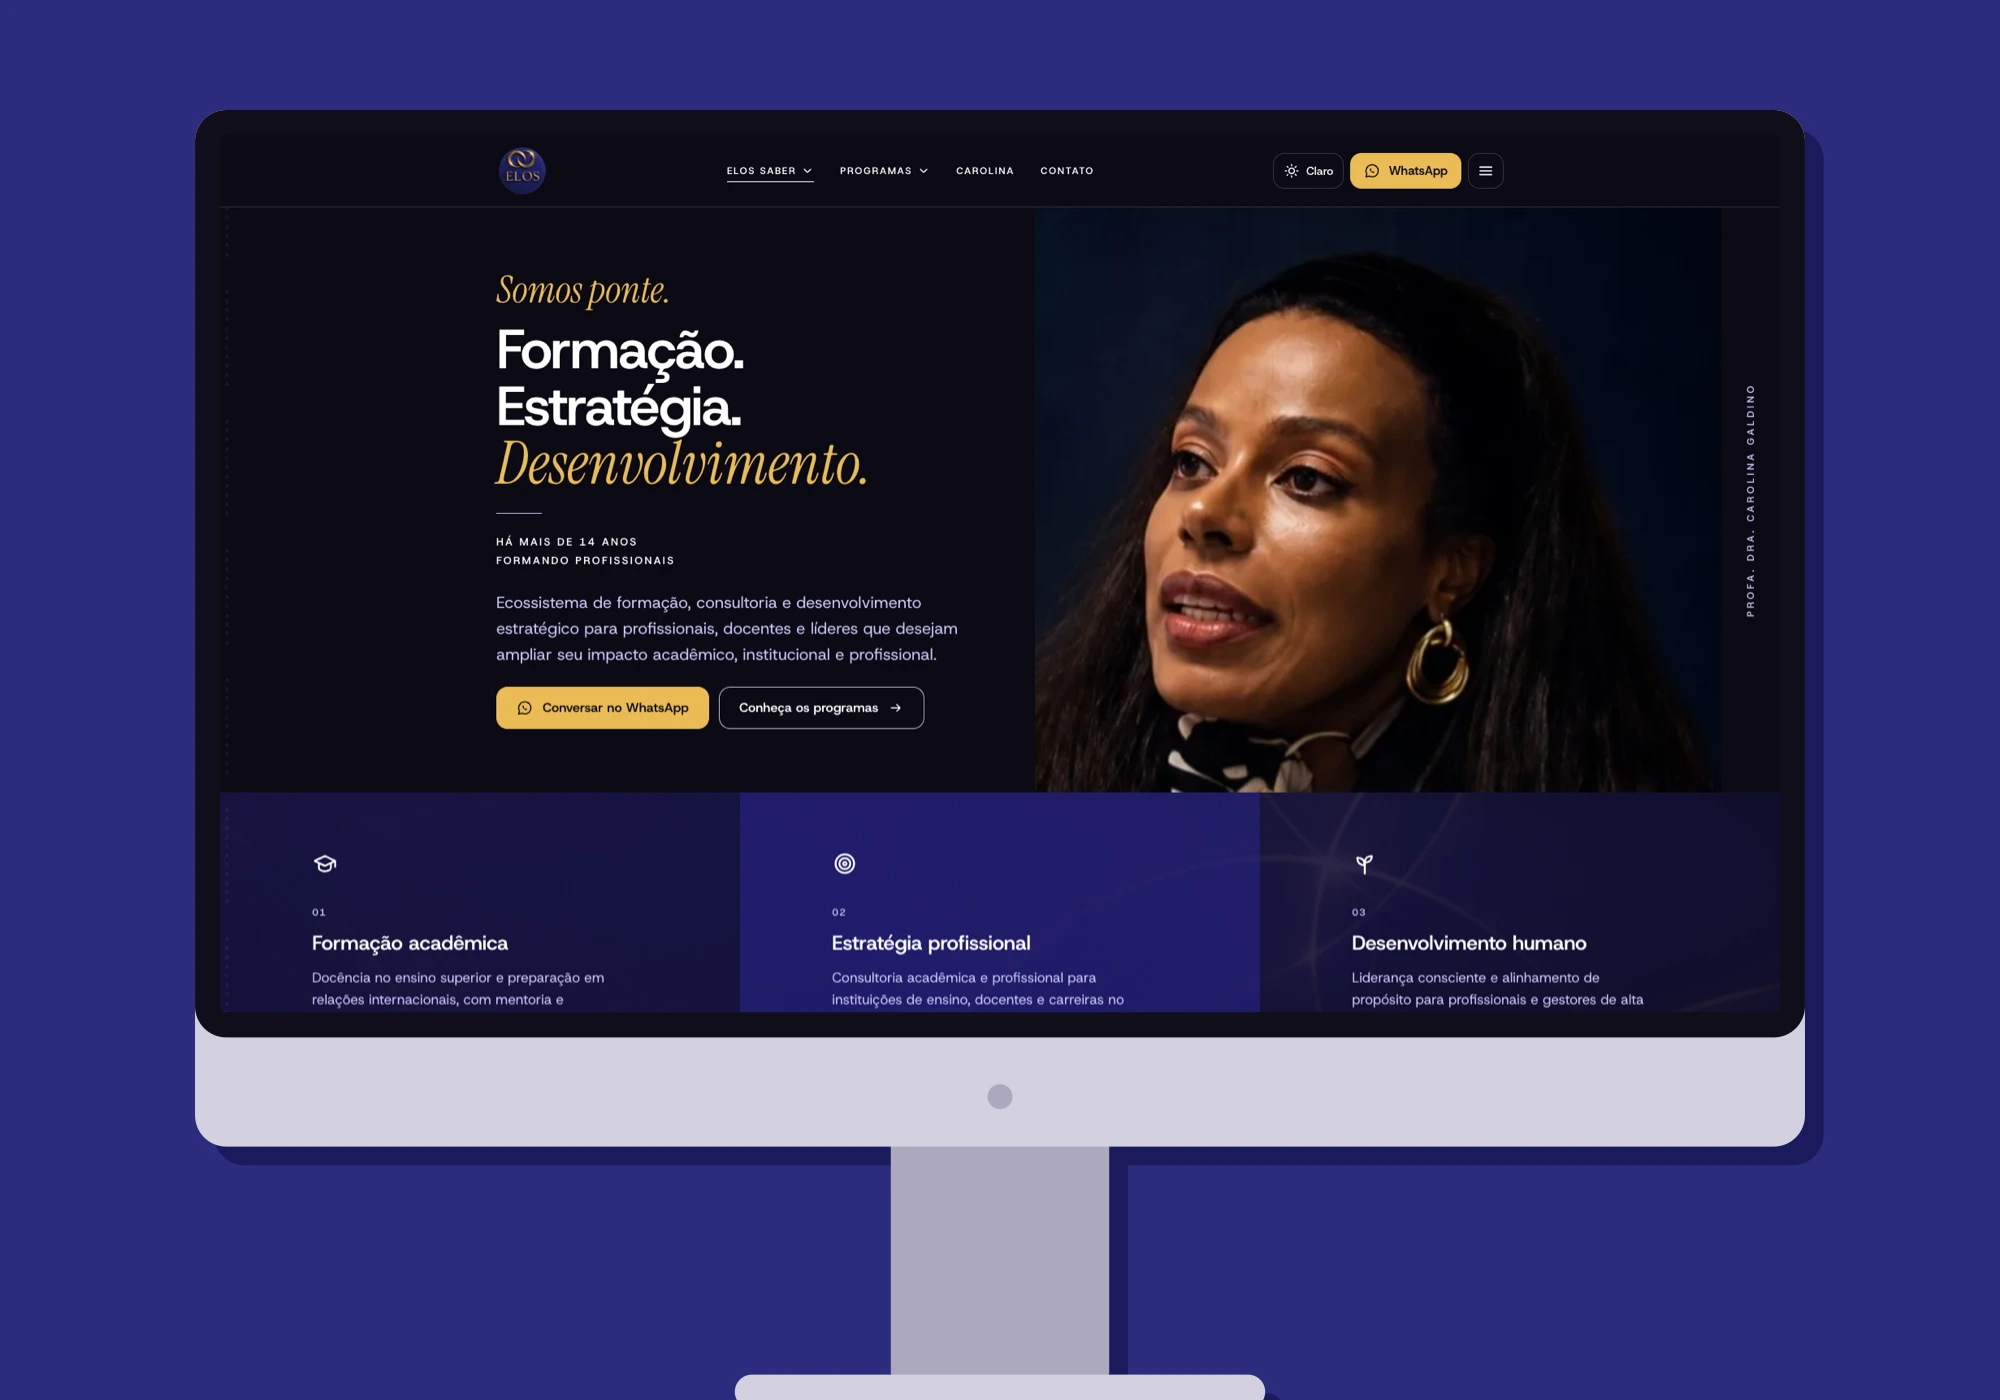 ELOS
ELOS SABER
PROGRAMAS
CAROLINA
CONTATO
Claro
WhatsApp
Somos ponte.
Formação.
Estratégia.
Desenvolvimento.
HÁ MAIS DE 14 ANOS
FORMANDO PROFISSIONAIS
Ecossistema de formação, consultoria e desenvolvimento
estratégico para profissionais, docentes e líderes que desejam
ampliar seu impacto acadêmico, institucional e profissional.
Conversar no WhatsApp
Conheça os programas
PROFA. DRA. CAROLINA GALDINO
01
Formação acadêmica
Docência no ensino superior e preparação em
relações internacionais, com mentoria e
02
Estratégia profissional
Consultoria acadêmica e profissional para
instituições de ensino, docentes e carreiras no
03
Desenvolvimento humano
Liderança consciente e alinhamento de
propósito para profissionais e gestores de alta